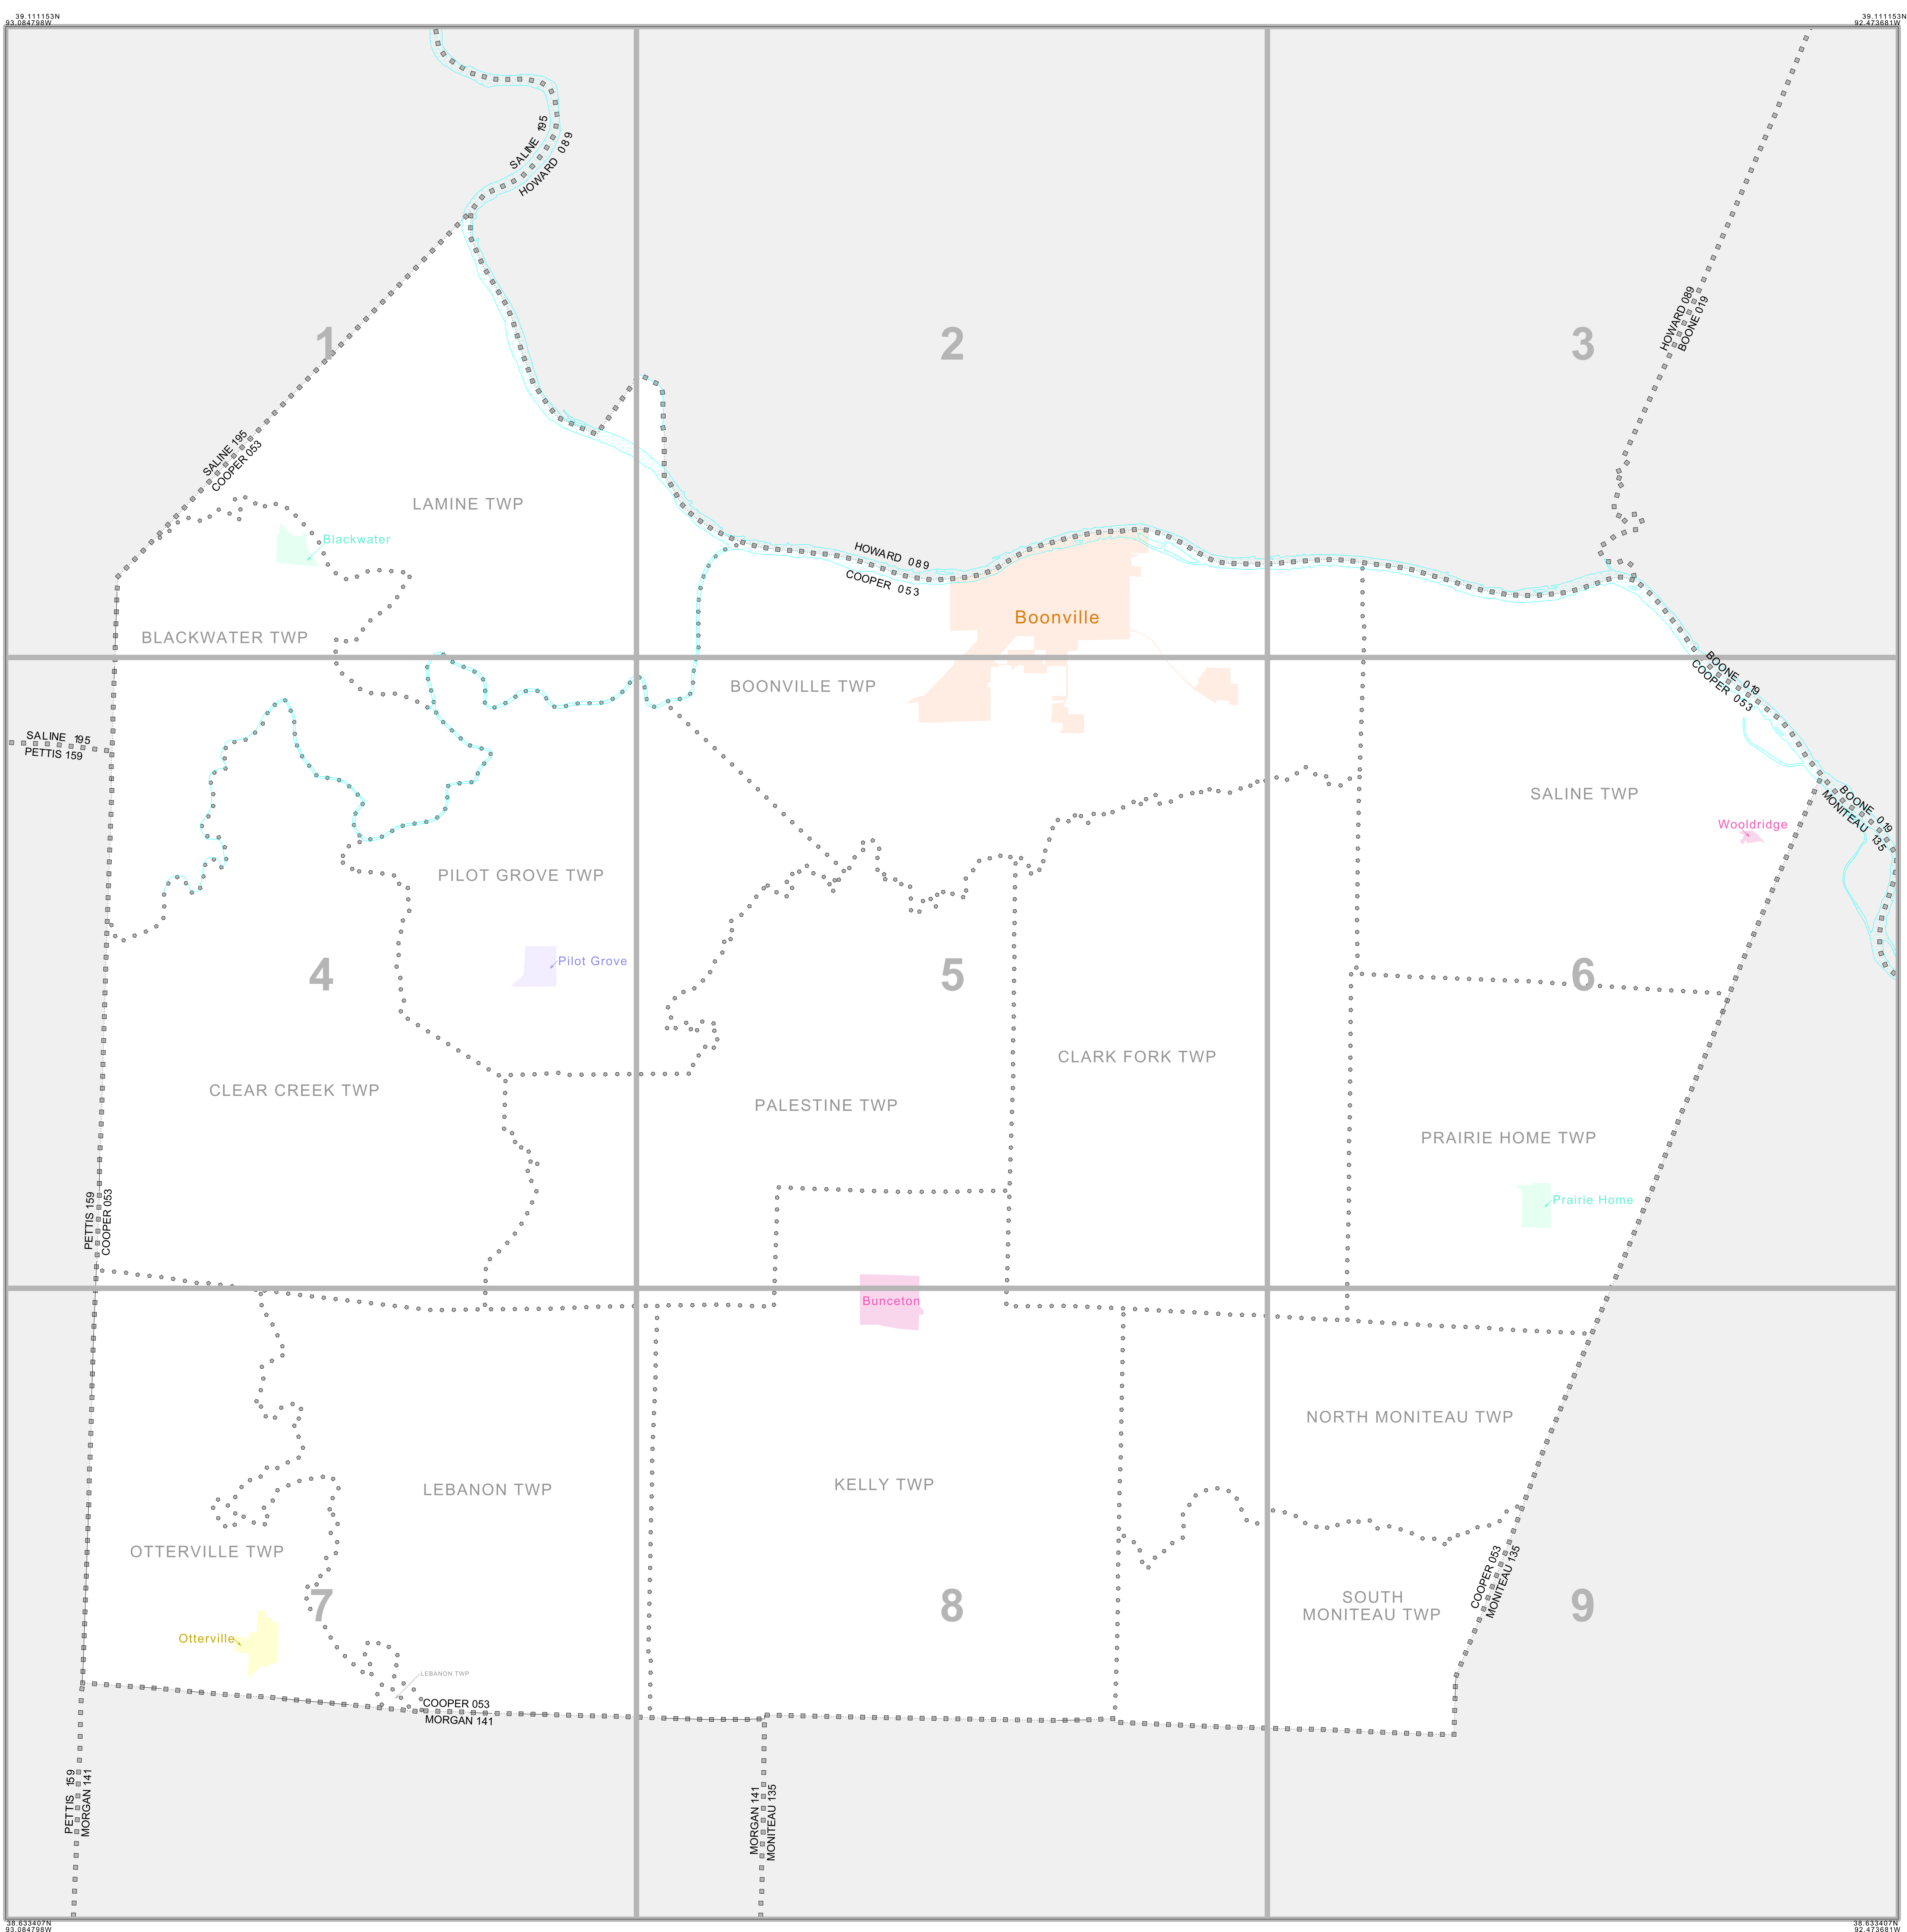 39.111153N
93.084798W
39.111153N
92.473681W
SALINE 195
HOWARD 089
1
2
3
HOWARD 089
BOONE 019
SALINE 195
COOPER 053
LAMINE TWP
Blackwater
HOWARD 089
COOPER 053
Boonville
BLACKWATER TWP
BOONVILLE TWP
BOONE 019
COOPER 053
SALINE 195
PETTIS 159
SALINE TWP
BOONE 019
MONITEAU 135
Wooldridge
PILOT GROVE TWP
Pilot Grove
4
5
6
CLARK FORK TWP
CLEAR CREEK TWP
PALESTINE TWP
PRAIRIE HOME TWP
Prairie Home
PETTIS 159
COOPER 053
Bunceton
NORTH MONITEAU TWP
LEBANON TWP
KELLY TWP
OTTERVILLE TWP
7
8
9
SOUTH
MONITEAU TWP
COOPER 053
MONITEAU 135
Otterville
LEBANON TWP
COOPER 053
MORGAN 141
PETTIS 159
MORGAN 141
MORGAN 141
MONITEAU 135
38.633407N
93.084798W
38.633407N
92.473681W